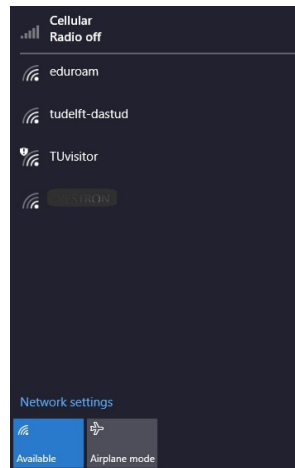 Cellular
Radio off
eduroam
tudelft-dastud
TUvisitor
Network settings
Available
Airplane mode